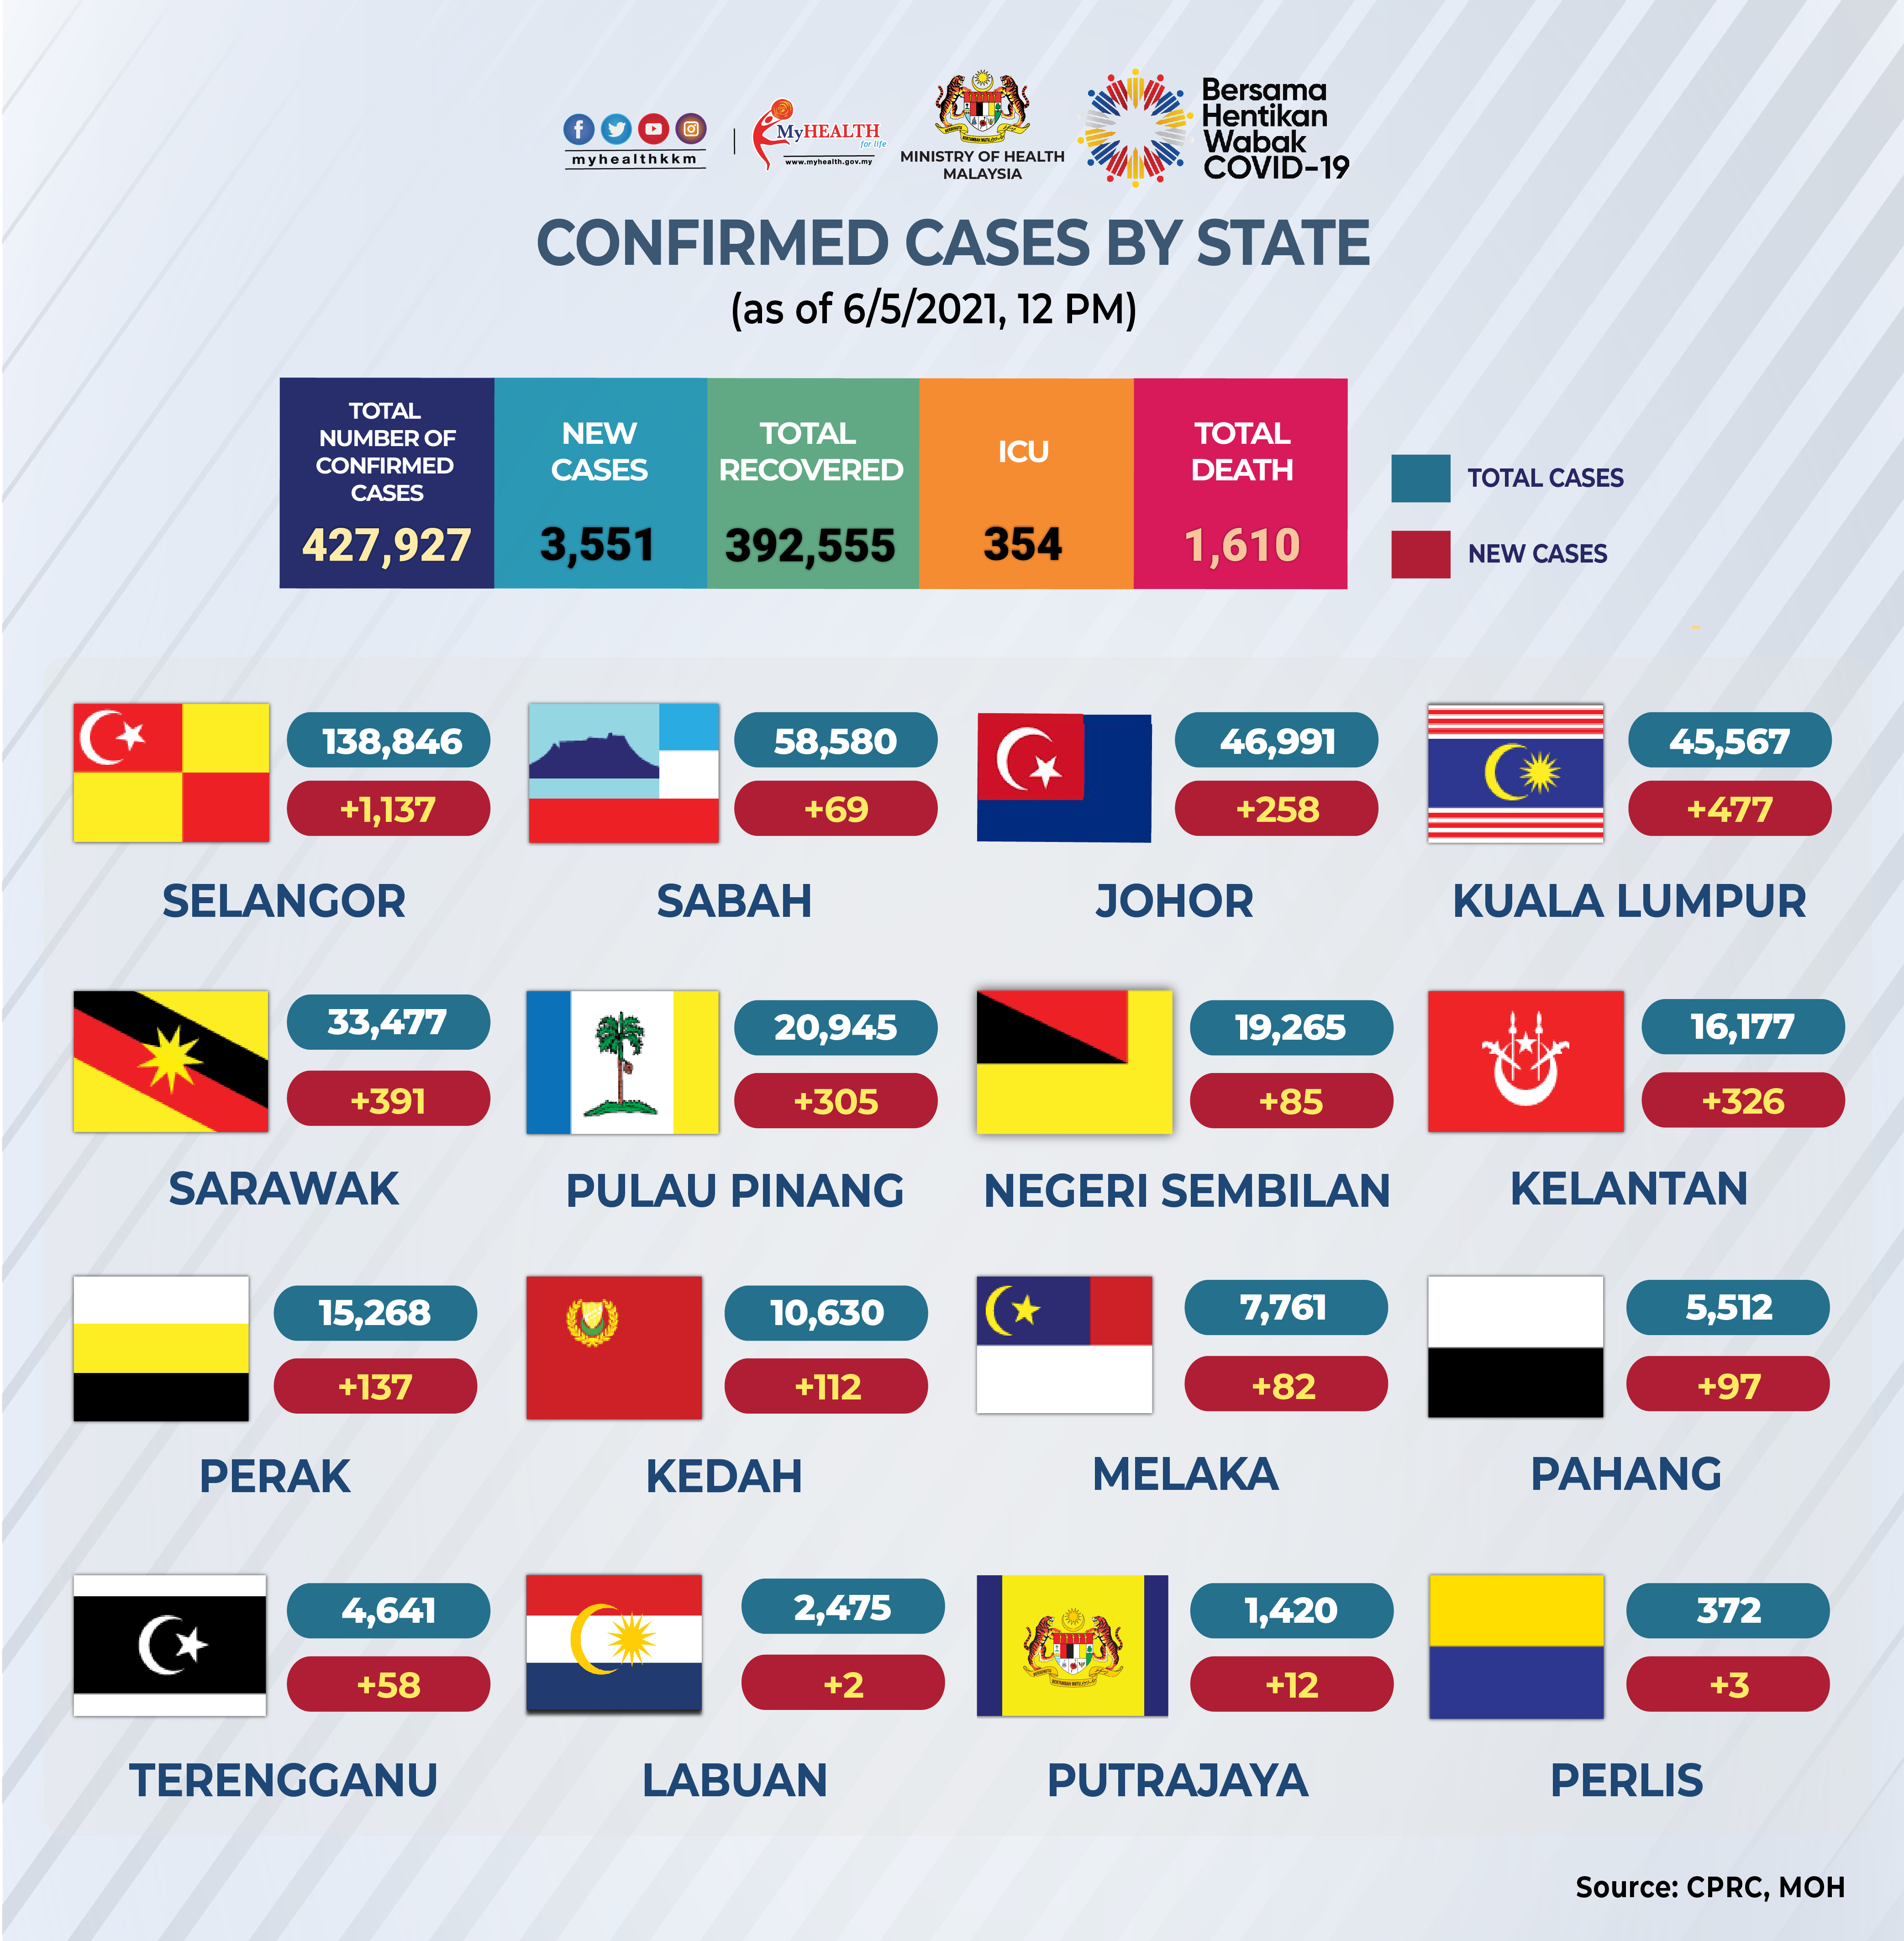 myhealthkkm
MyHEALTH
for life
www.myhealth.gov.my
MINISTRY OF HEALTH
MALAYSIA
Bersama
Hentikan
Wabak
COVID-19
CONFIRMED CASES BY STATE
(as of 6/5/2021, 12 PM)
TOTAL
NUMBER OF
CONFIRMED
CASES
427,927
NEW
CASES
3,551
TOTAL
RECOVERED
392,555
ICU
354
TOTAL
DEATH
1,610
TOTAL CASES
NEW CASES
138,846
+1,137
SELANGOR
58,580
+69
SABAH
46,991
+258
JOHOR
45,567
+477
KUALA LUMPUR
33,477
+391
SARAWAK
20,945
+305
PULAU PINANG
19,265
+85
NEGERI SEMBILAN
16,177
+326
KELANTAN
15,268
+137
PERAK
10,630
+112
KEDAH
7,761
+82
MELAKA
5,512
+97
PAHANG
4,641
+58
TERENGGANU
2,475
+2
LABUAN
1,420
+12
PUTRAJAYA
372
+3
PERLIS
Source: CPRC, MOH